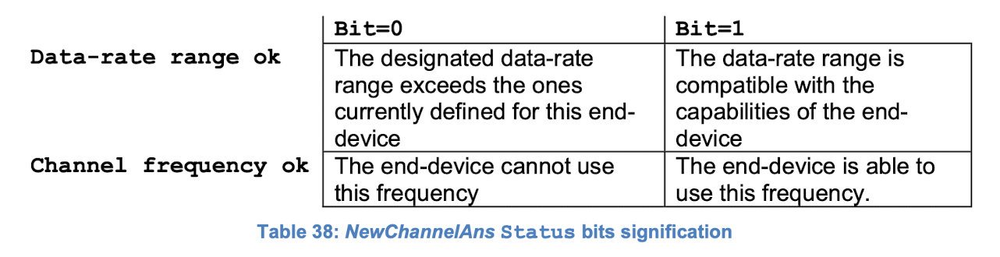 Bit=0 Bit=1
Data-rate range ok The designated data-rate The data-rate range is
range exceeds the ones compatible with the
currently defined for this end- capabilities of the end-
device device
Channel frequency ok The end-device cannot use The end-device is able to
this frequency use this frequency.
Table 38: NewChannelAns Status bits signification